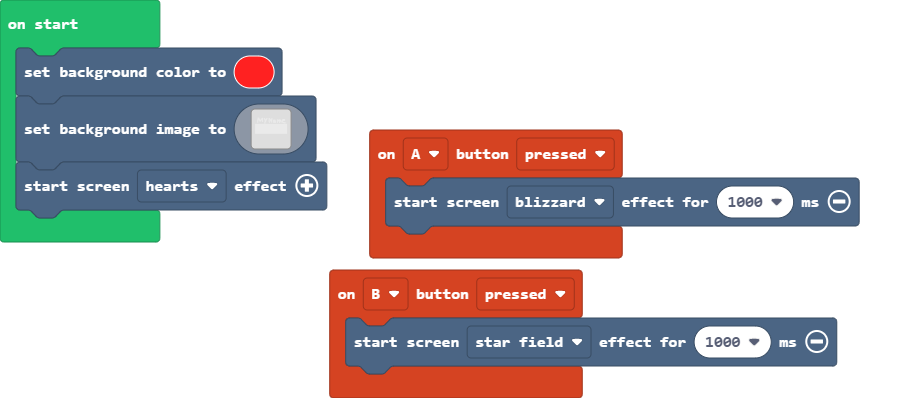 on start
set background color to
set background image to
start screen hearts effect
on A button pressed
start screen blizzard effect for 1000 ms
on B button pressed
start screen star field effect for 1000 ms